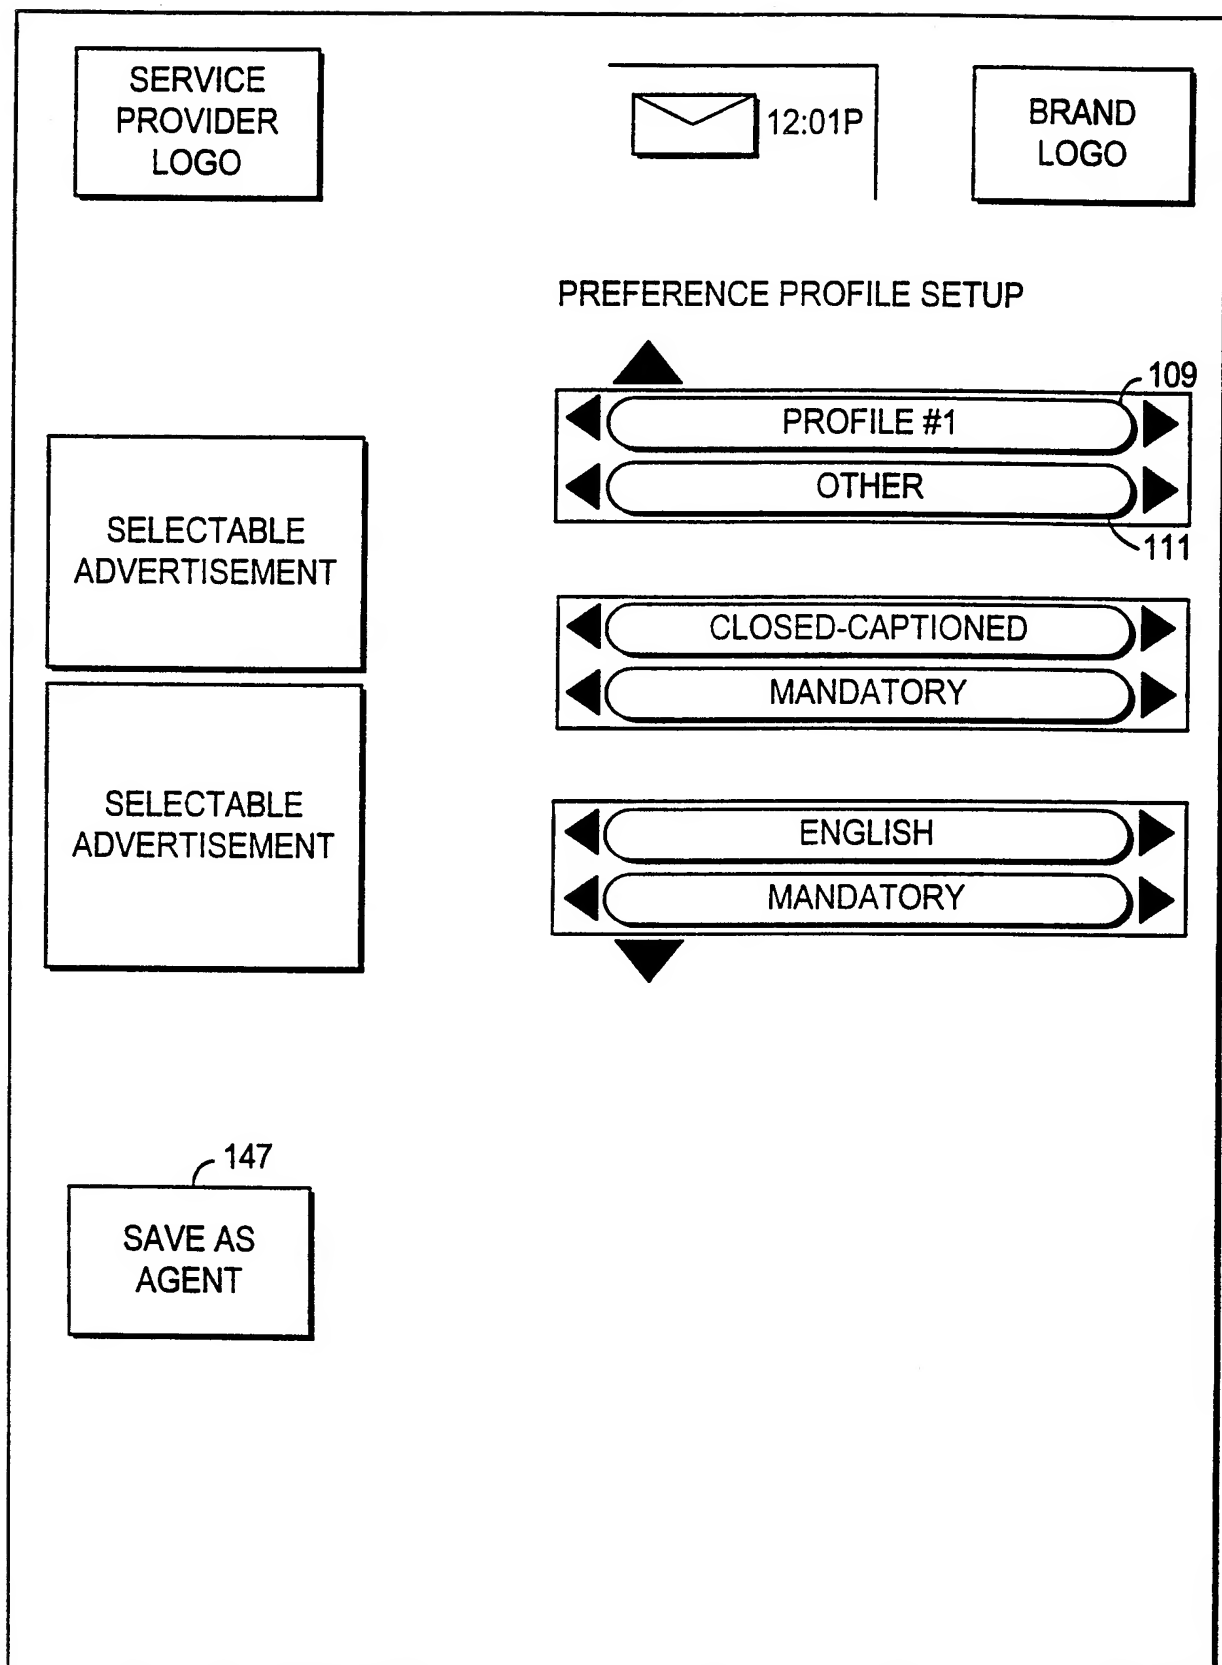 SERVICE
PROVIDER
LOGO
12:01P
BRAND
LOGO
PREFERENCE PROFILE SETUP
109
PROFILE #1
OTHER
111
SELECTABLE
ADVERTISEMENT
CLOSED-CAPTIONED
MANDATORY
SELECTABLE
ADVERTISEMENT
ENGLISH
MANDATORY
147
SAVE AS
AGENT